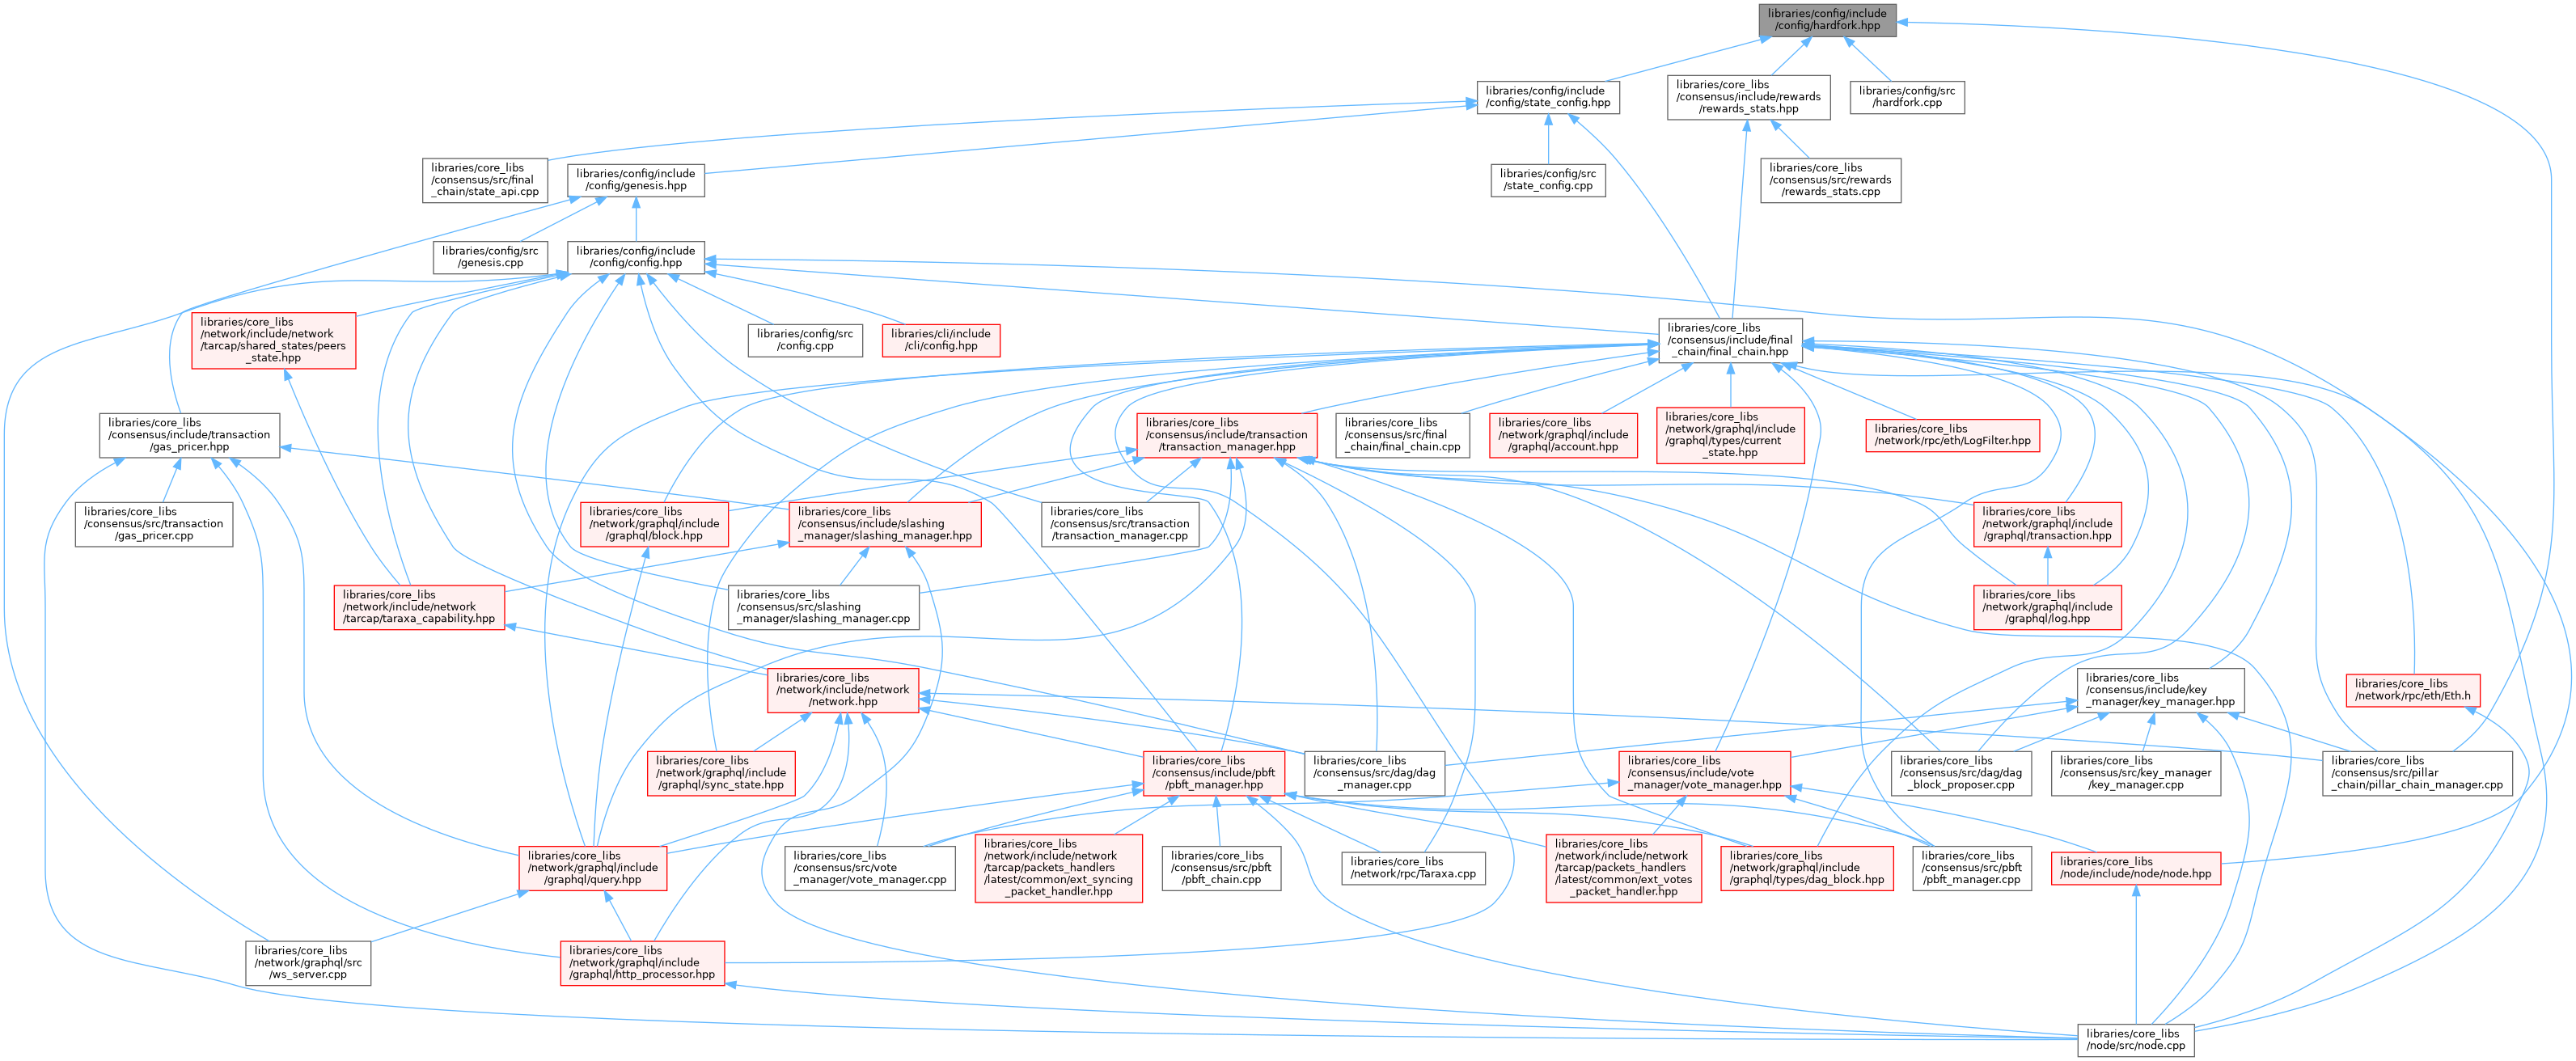 libraries/config/include
/config/hardfork.hpp
libraries/config/include
/config/state_config.hpp
libraries/core_libs
/consensus/include/rewards
/rewards_stats.hpp
libraries/config/src
/hardfork.cpp
libraries/core_libs
/consensus/src/final
_chain/state_api.cpp
libraries/config/include
/config/genesis.hpp
libraries/config/src
/state_config.cpp
libraries/core_libs
/consensus/src/rewards
/rewards_stats.cpp
libraries/config/src
/genesis.cpp
libraries/config/include
/config/config.hpp
libraries/core_libs
/network/include/network
/tarcap/shared_states/peers
_state.hpp
libraries/config/src
/config.cpp
libraries/cli/include
/cli/config.hpp
libraries/core_libs
/consensus/include/final
_chain/final_chain.hpp
libraries/core_libs
/consensus/include/transaction
/gas_pricer.hpp
libraries/core_libs
/consensus/include/transaction
/transaction_manager.hpp
libraries/core_libs
/consensus/src/final
_chain/final_chain.cpp
libraries/core_libs
/network/graphql/include
/graphql/account.hpp
libraries/core_libs
/network/graphql/include
/graphql/types/current
_state.hpp
libraries/core_libs
/network/rpc/eth/LogFilter.hpp
libraries/core_libs
/consensus/src/transaction
/gas_pricer.cpp
libraries/core_libs
/network/graphql/include
/graphql/block.hpp
libraries/core_libs
/consensus/include/slashing
_manager/slashing_manager.hpp
libraries/core_libs
/consensus/src/transaction
/transaction_manager.cpp
libraries/core_libs
/network/graphql/include
/graphql/transaction.hpp
libraries/core_libs
/network/include/network
/tarcap/taraxa_capability.hpp
libraries/core_libs
/consensus/src/slashing
_manager/slashing_manager.cpp
libraries/core_libs
/network/graphql/include
/graphql/log.hpp
libraries/core_libs
/network/include/network
/network.hpp
libraries/core_libs
/consensus/include/key
_manager/key_manager.hpp
libraries/core_libs
/network/rpc/eth/Eth.h
libraries/core_libs
/network/graphql/include
/graphql/sync_state.hpp
libraries/core_libs
/consensus/include/pbft
/pbft_manager.hpp
libraries/core_libs
/consensus/src/dag/dag
_manager.cpp
libraries/core_libs
/consensus/include/vote
_manager/vote_manager.hpp
libraries/core_libs
/consensus/src/dag/dag
_block_proposer.cpp
libraries/core_libs
/consensus/src/key_manager
/key_manager.cpp
libraries/core_libs
/consensus/src/pillar
_chain/pillar_chain_manager.cpp
libraries/core_libs
/network/graphql/include
/graphql/query.hpp
libraries/core_libs
/consensus/src/vote
_manager/vote_manager.cpp
libraries/core_libs
/network/include/network
/tarcap/packets_handlers
/latest/common/ext_syncing
_packet_handler.hpp
libraries/core_libs
/consensus/src/pbft
/pbft_chain.cpp
libraries/core_libs
/network/rpc/Taraxa.cpp
libraries/core_libs
/network/include/network
/tarcap/packets_handlers
/latest/common/ext_votes
_packet_handler.hpp
libraries/core_libs
/network/graphql/include
/graphql/types/dag_block.hpp
libraries/core_libs
/consensus/src/pbft
/pbft_manager.cpp
libraries/core_libs
/node/include/node/node.hpp
libraries/core_libs
/network/graphql/src
/ws_server.cpp
libraries/core_libs
/network/graphql/include
/graphql/http_processor.hpp
libraries/core_libs
/node/src/node.cpp